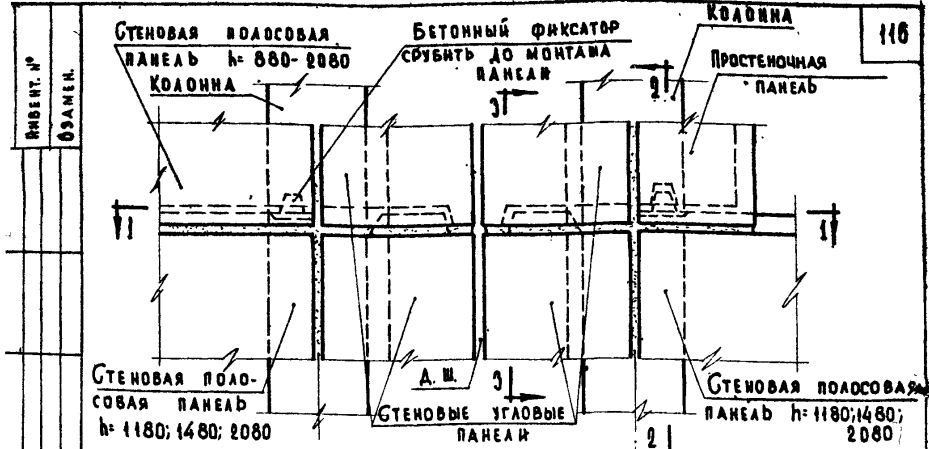 116
ИНВЕНТ. №
ВЗАМЕН.
СТЕНОВАЯ ПОЛОСОВАЯ
ПАНЕЛЬ h= 880-2080
КОЛОННА
БЕТОННЫЙ ФИКСАТОР
СРУБИТЬ ДО МОНТАЖА
ПАНЕЛИ
КОЛОННА
ПРОСТЕНОЧНАЯ
ПАНЕЛЬ
3
2
1
1
СТЕНОВАЯ ПОЛО-
СОВАЯ ПАНЕЛЬ
h= 1180; 1480; 2080
Д. Ш.
3
СТЕНОВЫЕ УГЛОВЫЕ
ПАНЕЛИ
СТЕНОВАЯ ПОЛОСОВАЯ
ПАНЕЛЬ h= 1180; 1480;
2080
2